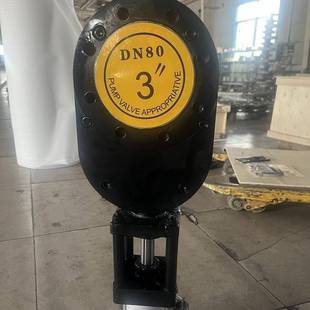 DN80
3″
PUMP VALVE APPROPRIATIVE